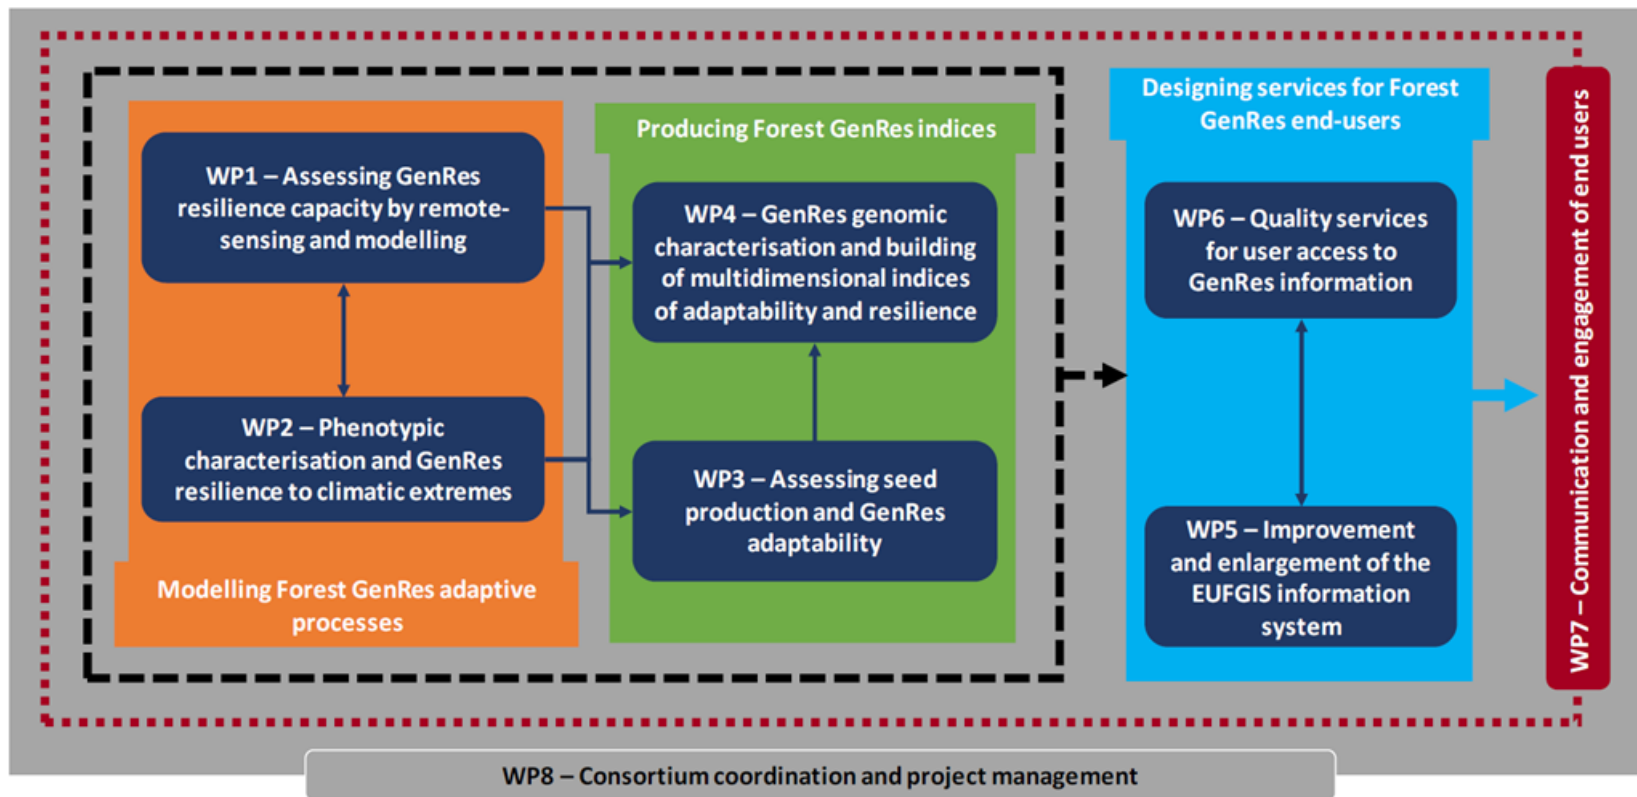 WP1 – Assessing GenRes
resilience capacity by remote-
sensing and modelling
WP2 – Phenotypic
characterisation and GenRes
resilience to climatic extremes
Modelling Forest GenRes adaptive
processes
Producing Forest GenRes indices
WP4 – GenRes genomic
characterisation and building
of multidimensional indices
of adaptability and resilience
WP3 – Assessing seed
production and GenRes
adaptability
Designing services for Forest
GenRes end-users
WP6 – Quality services
for user access to
GenRes information
WP5 – Improvement
and enlargement of the
EUFGIS information
system
WP7 – Communication and engagement of end users
WP8 – Consortium coordination and project management